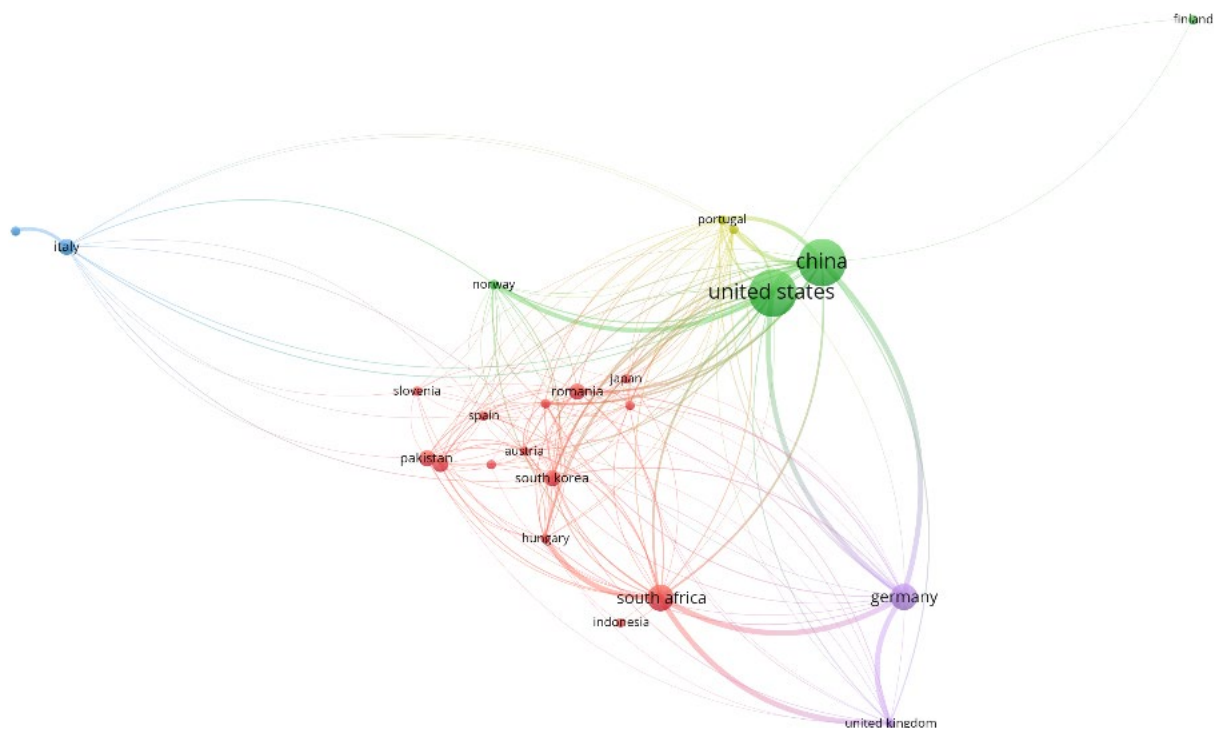 finland
portugal
italy
china
norway
united states
japan
slovenia
romania
spain
austria
pakistan
south korea
hungary
south africa
germany
indonesia
united kingdom